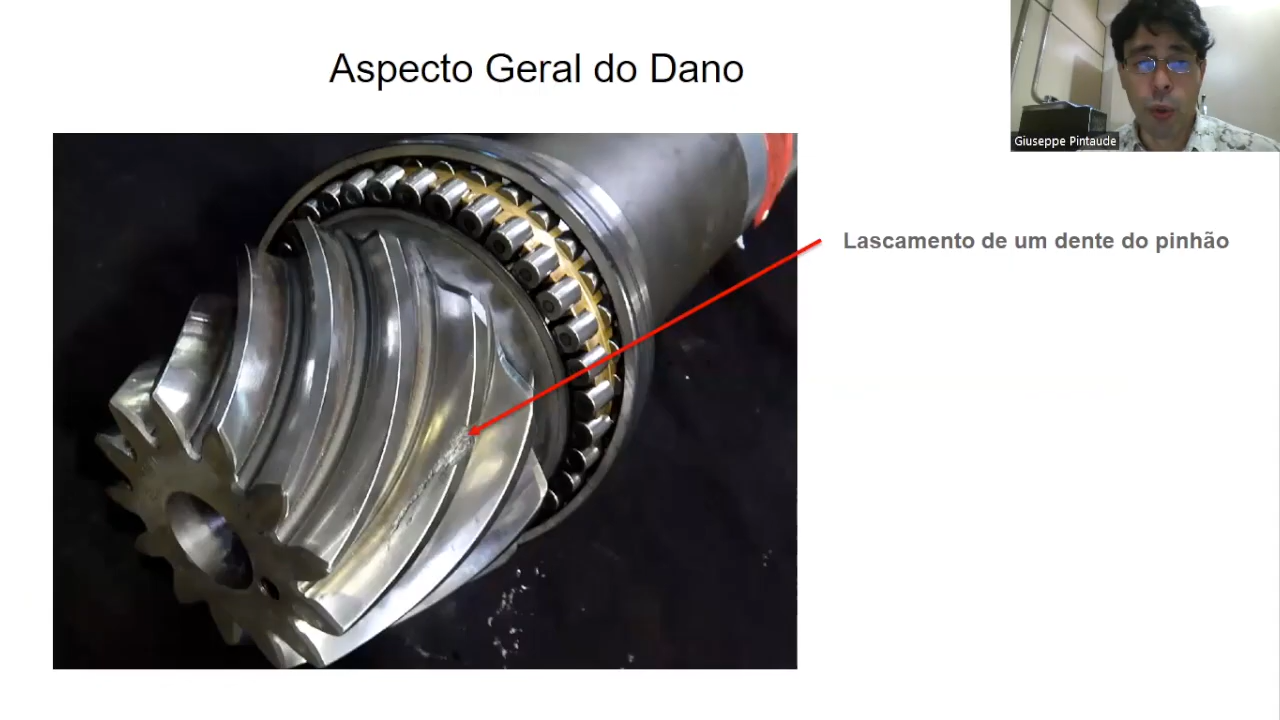 Aspecto Geral do Dano
Giuseppe Pintaude
Lascamento de um dente do pinhão